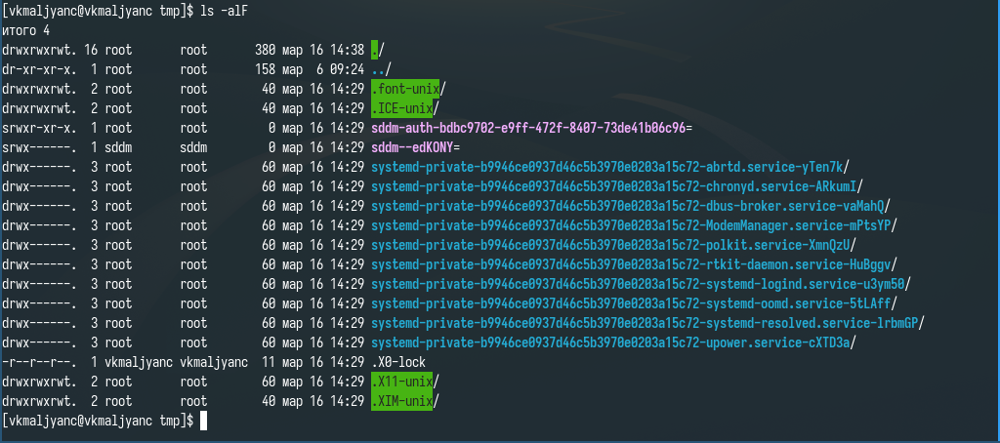 [vkmaljyanc@vkmaljyanc tmp]$ ls -alF
итого 4
drwxrwxrwt. 16 root       root       380 мар 16 14:38 ./
dr-xr-xr-x.  1 root       root       158 мар  6 09:24 ../
drwxrwxrwt.  2 root       root        40 мар 16 14:29 .font-unix/
drwxrwxrwt.  2 root       root        40 мар 16 14:29 .ICE-unix/
srwxr-xr-x.  1 root       root         0 мар 16 14:29 sddm-auth-bdbc9702-e9ff-472f-8407-73de41b06c96=
srwx------.  1 sddm       sddm         0 мар 16 14:29 sddm--edKONY=
drwx------.  3 root       root        60 мар 16 14:29 systemd-private-b9946ce0937d46c5b3970e0203a15c72-abrtd.service-yTen7k/
drwx------.  3 root       root        60 мар 16 14:29 systemd-private-b9946ce0937d46c5b3970e0203a15c72-chronyd.service-ARkumI/
drwx------.  3 root       root        60 мар 16 14:29 systemd-private-b9946ce0937d46c5b3970e0203a15c72-dbus-broker.service-vaMahQ/
drwx------.  3 root       root        60 мар 16 14:29 systemd-private-b9946ce0937d46c5b3970e0203a15c72-ModemManager.service-mPtsYP/
drwx------.  3 root       root        60 мар 16 14:29 systemd-private-b9946ce0937d46c5b3970e0203a15c72-polkit.service-XmnQzU/
drwx------.  3 root       root        60 мар 16 14:29 systemd-private-b9946ce0937d46c5b3970e0203a15c72-rtkit-daemon.service-HuBggv/
drwx------.  3 root       root        60 мар 16 14:29 systemd-private-b9946ce0937d46c5b3970e0203a15c72-systemd-logind.service-u3ym50/
drwx------.  3 root       root        60 мар 16 14:29 systemd-private-b9946ce0937d46c5b3970e0203a15c72-systemd-oomd.service-5tLAff/
drwx------.  3 root       root        60 мар 16 14:29 systemd-private-b9946ce0937d46c5b3970e0203a15c72-systemd-resolved.service-lrbmGP/
drwx------.  3 root       root        60 мар 16 14:29 systemd-private-b9946ce0937d46c5b3970e0203a15c72-upower.service-cXTD3a/
-r--r--r--.  1 vkmaljyanc vkmaljyanc  11 мар 16 14:29 .X0-lock
drwxrwxrwt.  2 root       root        60 мар 16 14:29 .X11-unix/
drwxrwxrwt.  2 root       root        40 мар 16 14:29 .XIM-unix/
[vkmaljyanc@vkmaljyanc tmp]$